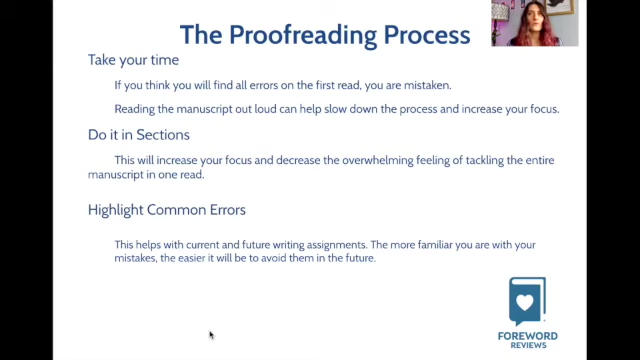 The Proofreading Process
Take your time
If you think you will find all errors on the first read, you are mistaken.
Reading the manuscript out loud can help slow down the process and increase your focus.
Do it in Sections
This will increase your focus and decrease the overwhelming feeling of tackling the entire
manuscript in one read.
Highlight Common Errors
This helps with current and future writing assignments. The more familiar you are with your
mistakes, the easier it will be to avoid them in the future.
FOREWORD
REVIEWS